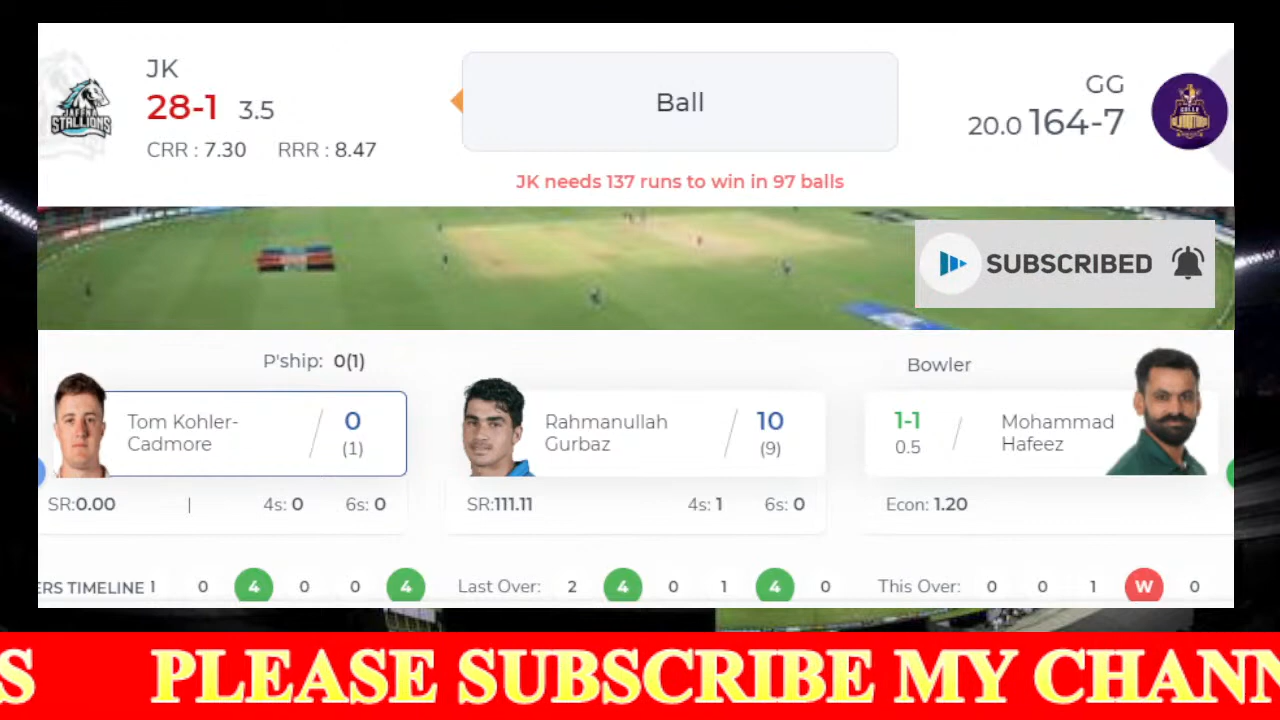 JK
28-1 3.5
CRR : 7.30 RRR : 8.47
JAFFNA
STALLIONS
Ball
JK needs 137 runs to win in 97 balls
GG
20.0 164-7
GALLE
SUBSCRIBED
P'ship: 0(1)
Tom Kohler-
Cadmore
0
(1)
SR:0.00 | 4s: 0 6s: 0
Rahmanullah
Gurbaz
10
(9)
SR:111.11 4s: 1 6s: 0
Bowler
1-1
0.5
Mohammad
Hafeez
Econ: 1.20
ERS TIMELINE 1 0 4 0 0 4 Last Over: 2 4 0 1 4 0 This Over: 0 0 1 W 0
S PLEASE SUBSCRIBE MY CHANN